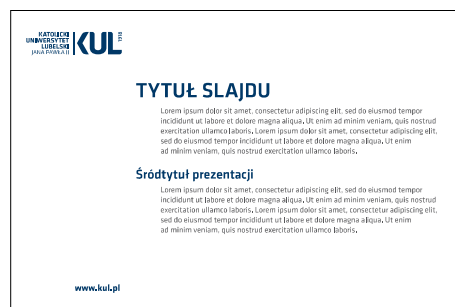 KATOLICKI
UNIWERSYTET
LUBELSKI
JANA PAWŁA II
KUL
1918
TYTUŁ SLAJDU
Lorem ipsum dolor sit amet, consectetur adipiscing elit, sed do eiusmod tempor
incididunt ut labore et dolore magna aliqua. Ut enim ad minim veniam, quis nostrud
exercitation ullamco laboris. Lorem ipsum dolor sit amet, consectetur adipiscing elit,
sed do eiusmod tempor incididunt ut labore et dolore magna aliqua. Ut enim
ad minim veniam, quis nostrud exercitation ullamco laboris.
Śródtytuł prezentacji
Lorem ipsum dolor sit amet, consectetur adipiscing elit, sed do eiusmod tempor
incididunt ut labore et dolore magna aliqua. Ut enim ad minim veniam, quis nostrud
exercitation ullamco laboris. Lorem ipsum dolor sit amet, consectetur adipiscing elit,
sed do eiusmod tempor incididunt ut labore et dolore magna aliqua. Ut enim
ad minim veniam, quis nostrud exercitation ullamco laboris.
www.kul.pl